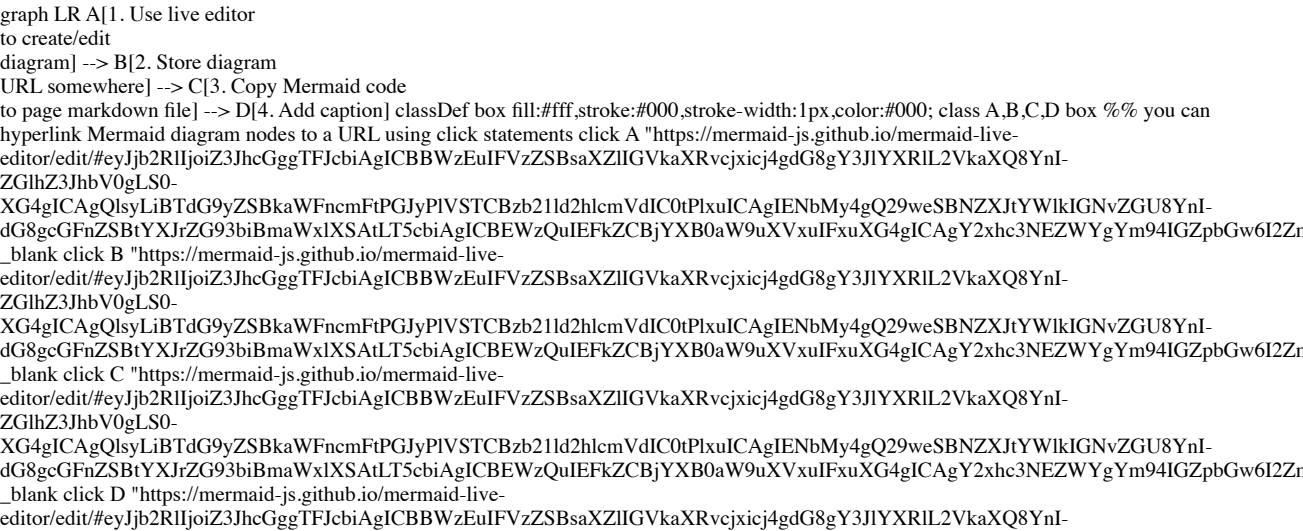 graph LR A[1. Use live editor
to create/edit
diagram] --> B[2. Store diagram
URL somewhere] --> C[3. Copy Mermaid code
to page markdown file] --> D[4. Add caption] classDef box fill:#fff,stroke:#000,stroke-width:1px,color:#000; class A,B,C,D box %% you can
hyperlink Mermaid diagram nodes to a URL using click statements click A "https://mermaid-js.github.io/mermaid-live-
editor/edit/#eyJjb2RlIjoiZ3JhcGggTFJcbiAgICBBWzEuIFVzZSBsaXZlIGVkaXRvcjxicj4gdG8gY3JlYXRlL2VkaXQ8YnI-
ZGlhZ3JhbV0gLS0-
XG4gICAgQlsyLiBTdG9yZSBkaWFncmFtPGJyPlVSTCBzb21ld2hlcmVdIC0tPlxuICAgIENbMy4gQ29weSBNZXJtYWlkIGNvZGU8YnI-
dG8gcGFnZSBtYXJrZG93biBmaWxlXSAtLT5cbiAgICBEWzQuIEFkZCBjYXB0aW9uXVxuIFxuXG4gICAgY2xhc3NEZWYgYm94IGZpbGw6I2Zm
_blank click B "https://mermaid-js.github.io/mermaid-live-
editor/edit/#eyJjb2RlIjoiZ3JhcGggTFJcbiAgICBBWzEuIFVzZSBsaXZlIGVkaXRvcjxicj4gdG8gY3JlYXRlL2VkaXQ8YnI-
ZGlhZ3JhbV0gLS0-
XG4gICAgQlsyLiBTdG9yZSBkaWFncmFtPGJyPlVSTCBzb21ld2hlcmVdIC0tPlxuICAgIENbMy4gQ29weSBNZXJtYWlkIGNvZGU8YnI-
dG8gcGFnZSBtYXJrZG93biBmaWxlXSAtLT5cbiAgICBEWzQuIEFkZCBjYXB0aW9uXVxuIFxuXG4gICAgY2xhc3NEZWYgYm94IGZpbGw6I2Zm
_blank click C "https://mermaid-js.github.io/mermaid-live-
editor/edit/#eyJjb2RlIjoiZ3JhcGggTFJcbiAgICBBWzEuIFVzZSBsaXZlIGVkaXRvcjxicj4gdG8gY3JlYXRlL2VkaXQ8YnI-
ZGlhZ3JhbV0gLS0-
XG4gICAgQlsyLiBTdG9yZSBkaWFncmFtPGJyPlVSTCBzb21ld2hlcmVdIC0tPlxuICAgIENbMy4gQ29weSBNZXJtYWlkIGNvZGU8YnI-
dG8gcGFnZSBtYXJrZG93biBmaWxlXSAtLT5cbiAgICBEWzQuIEFkZCBjYXB0aW9uXVxuIFxuXG4gICAgY2xhc3NEZWYgYm94IGZpbGw6I2Zm
_blank click D "https://mermaid-js.github.io/mermaid-live-
editor/edit/#eyJjb2RlIjoiZ3JhcGggTFJcbiAgICBBWzEuIFVzZSBsaXZlIGVkaXRvcjxicj4gdG8gY3JlYXRlL2VkaXQ8YnI-